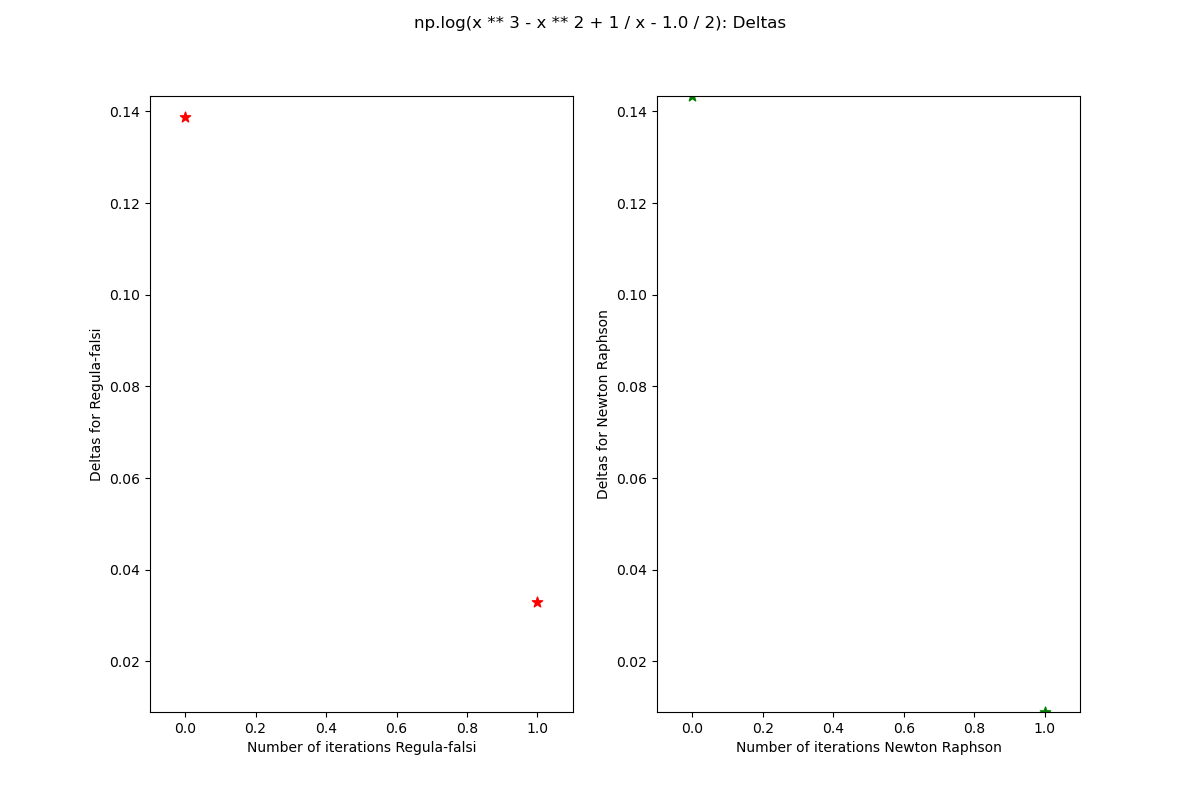 np.log(x ** 3 - x ** 2 + 1 / x - 1.0 / 2): Deltas
Deltas for Regula-falsi
0.14
0.12
0.10
0.08
0.06
0.04
0.02
0.0 0.2 0.4 0.6 0.8 1.0
Number of iterations Regula-falsi
Deltas for Newton Raphson
0.14
0.12
0.10
0.08
0.06
0.04
0.02
0.0 0.2 0.4 0.6 0.8 1.0
Number of iterations Newton Raphson